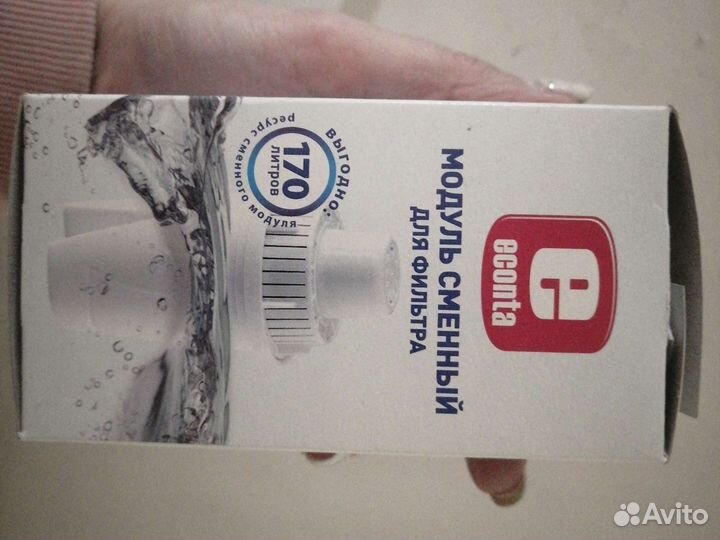 e
econta
МОДУЛЬ СМЕННЫЙ
ДЛЯ ФИЛЬТРА
ВЫГОДНО:
170
ЛИТРОВ
ресурс сменного модуля
Avito